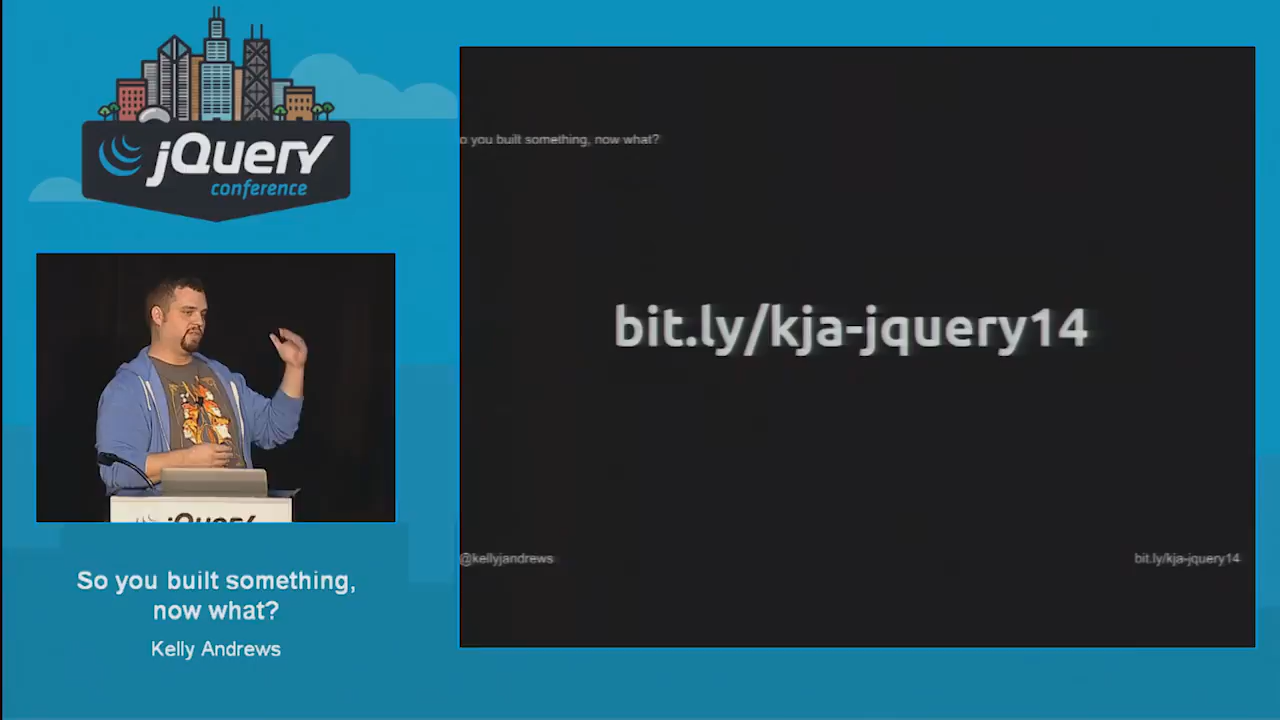 jQuery
conference
o you built something, now what?
bit.ly/kja-jquery14
@kellyjandrews
bit.ly/kja-jquery14
jQuery
So you built something,
now what?
Kelly Andrews